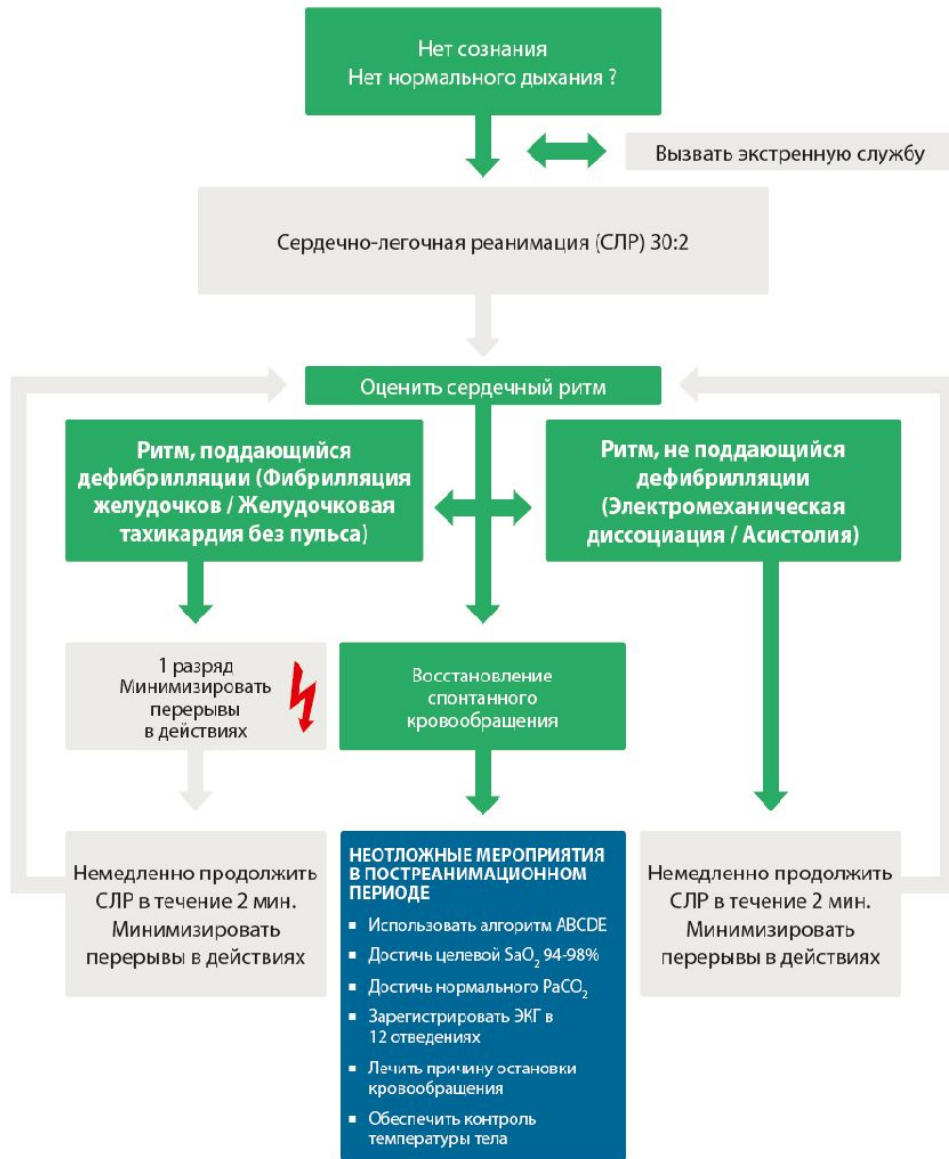 Нет сознания
Нет нормального дыхания ?
Вызвать экстренную службу
Сердечно-легочная реанимация (СЛР) 30:2
Оценить сердечный ритм
Ритм, поддающийся
дефибрилляции (Фибрилляция
желудочков / Желудочковая
тахикардия без пульса)
Ритм, не поддающийся
дефибрилляции
(Электромеханическая
диссоциация / Асистолия)
1 разряд
Минимизировать
перерывы
в действиях
Восстановление
спонтанного
кровообращения
Немедленно продолжить
СЛР в течение 2 мин.
Минимизировать
перерывы в действиях
НЕОТЛОЖНЫЕ МЕРОПРИЯТИЯ
В ПОСТРЕАНИМАЦИОННОМ
ПЕРИОДЕ
▪ Использовать алгоритм ABCDE
▪ Достичь целевой SaO₂ 94-98%
▪ Достичь нормального PaCO₂
▪ Зарегистрировать ЭКГ в
12 отведениях
▪ Лечить причину остановки
кровообращения
▪ Обеспечить контроль
температуры тела
Немедленно продолжить
СЛР в течение 2 мин.
Минимизировать
перерывы в действиях